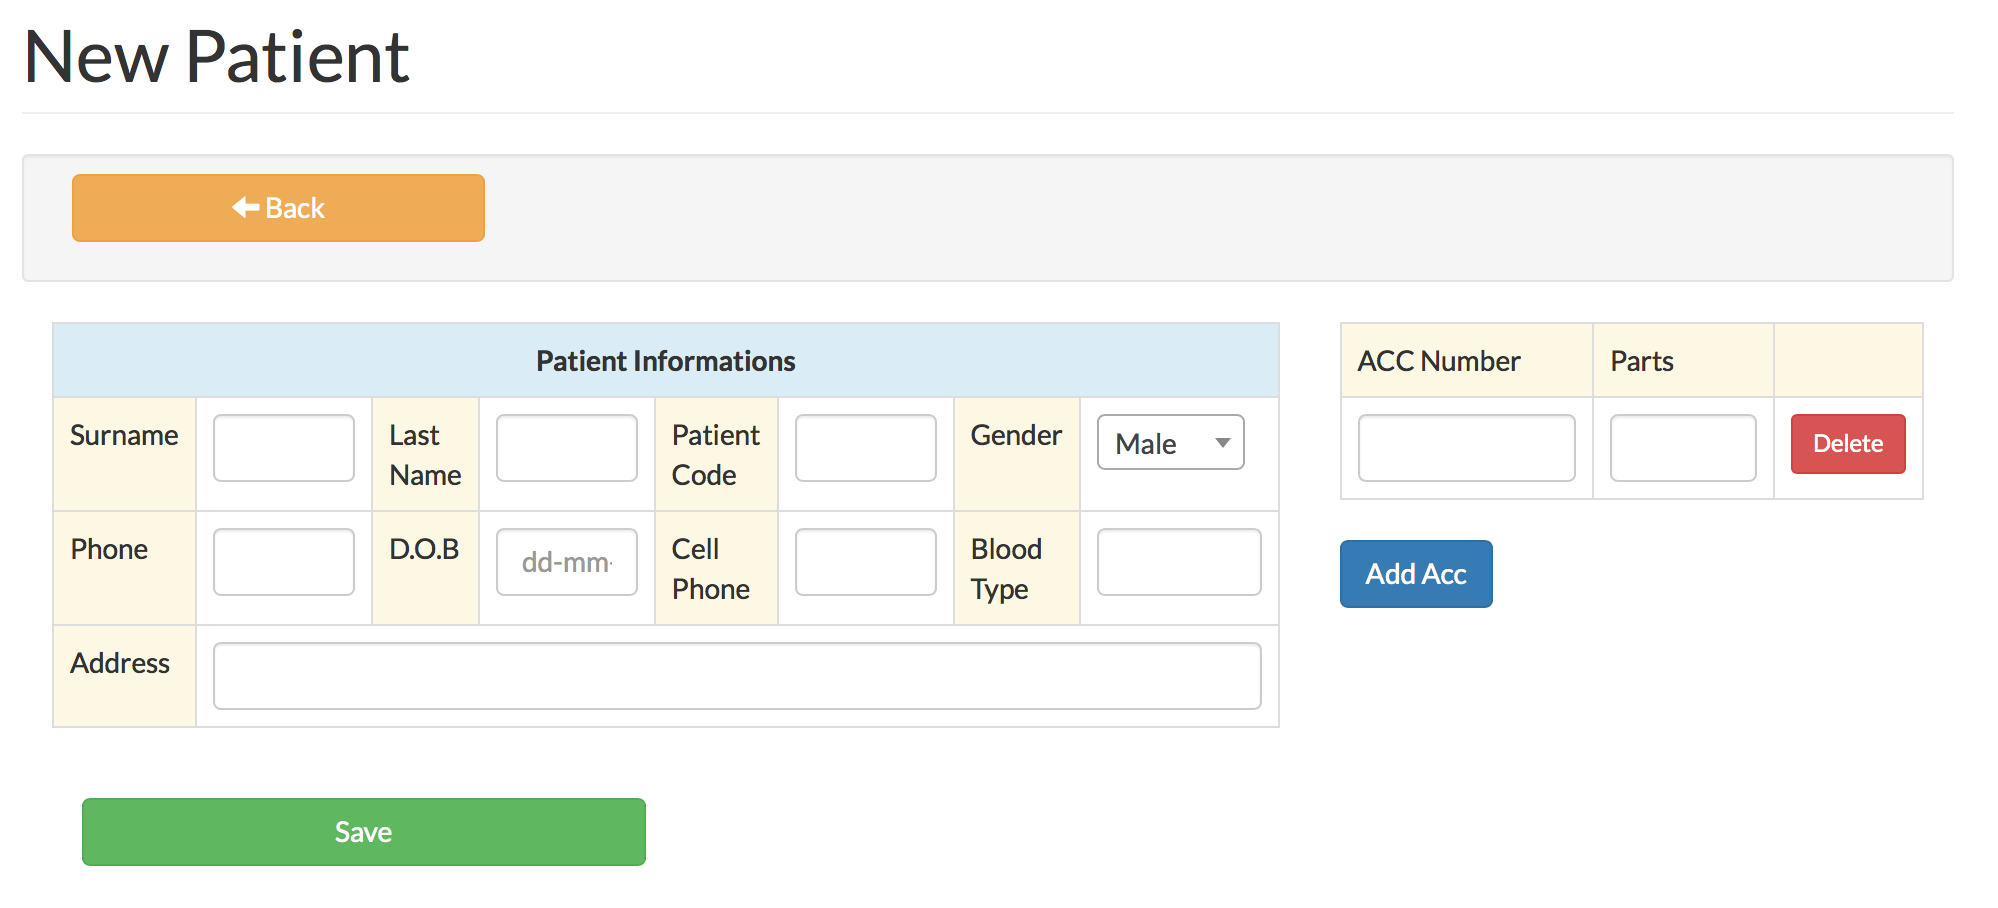 New Patient
Back
Patient Informations
Surname
Last
Name
Patient
Code
Gender
Male
Phone
D.O.B
dd-mm-
Cell
Phone
Blood
Type
Address
ACC Number
Parts
Delete
Add Acc
Save